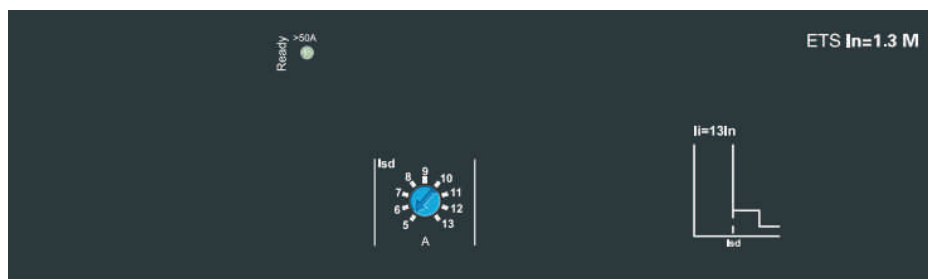 Ready
>50A
ETS In=1.3 M
Isd
5
6
7
8
9
10
11
12
13
A
Ii=13In
Isd